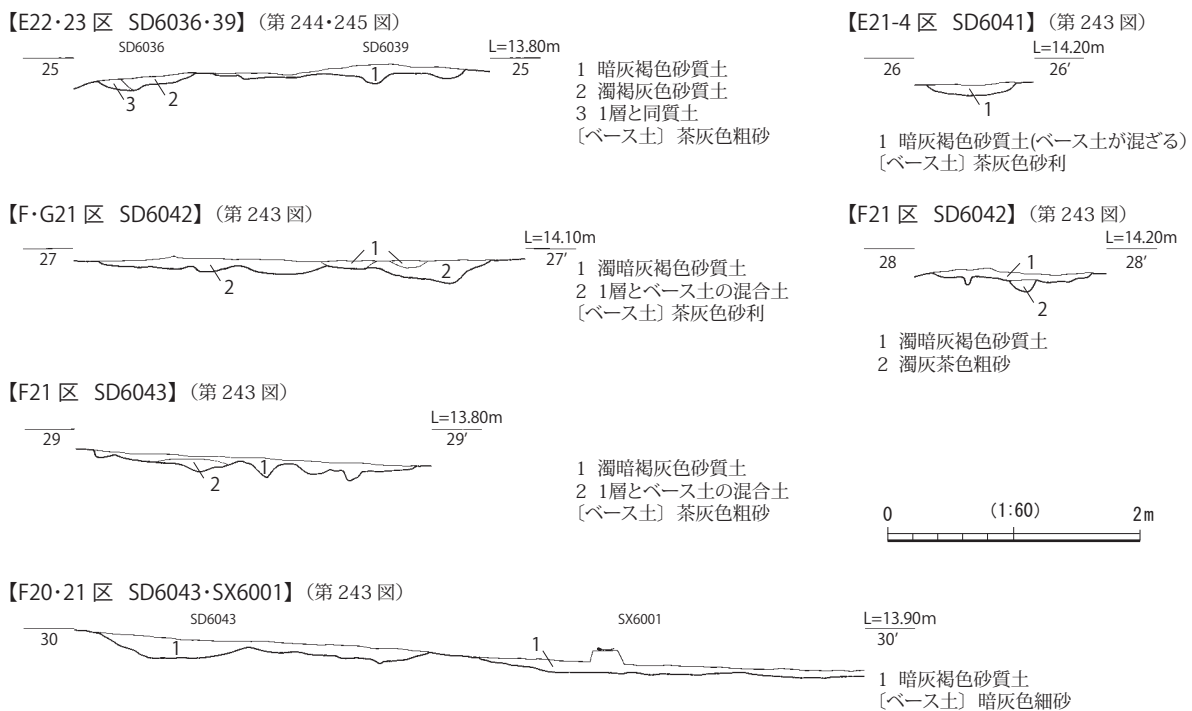 【E22・23 区 SD6036・39】（第 244・245 図）
SD6036
SD6039
L=13.80m
25
25
1
2
3
1 暗灰褐色砂質土
2 濁褐灰色砂質土
3 1層と同質土
〔ベース土〕茶灰色粗砂
【E21-4 区 SD6041】（第 243 図）
L=14.20m
26
26′
1
1 暗灰褐色砂質土(ベース土が混ざる)
〔ベース土〕茶灰色砂利
【F・G21 区 SD6042】（第 243 図）
L=14.10m
27
27′
1
2
2
1 濁暗灰褐色砂質土
2 1層とベース土の混合土
〔ベース土〕茶灰色砂利
【F21 区 SD6042】（第 243 図）
L=14.20m
28
28′
1
2
1 濁暗灰褐色砂質土
2 濁灰茶色粗砂
【F21 区 SD6043】（第 243 図）
L=13.80m
29
29′
1
2
1 濁暗褐灰色砂質土
2 1層とベース土の混合土
〔ベース土〕 茶灰色粗砂
0 (1:60) 2m
【F20・21 区 SD6043・SX6001】（第 243 図）
SD6043
SX6001
L=13.90m
30
30′
1
1
1 暗灰褐色砂質土
〔ベース土〕 暗灰色細砂